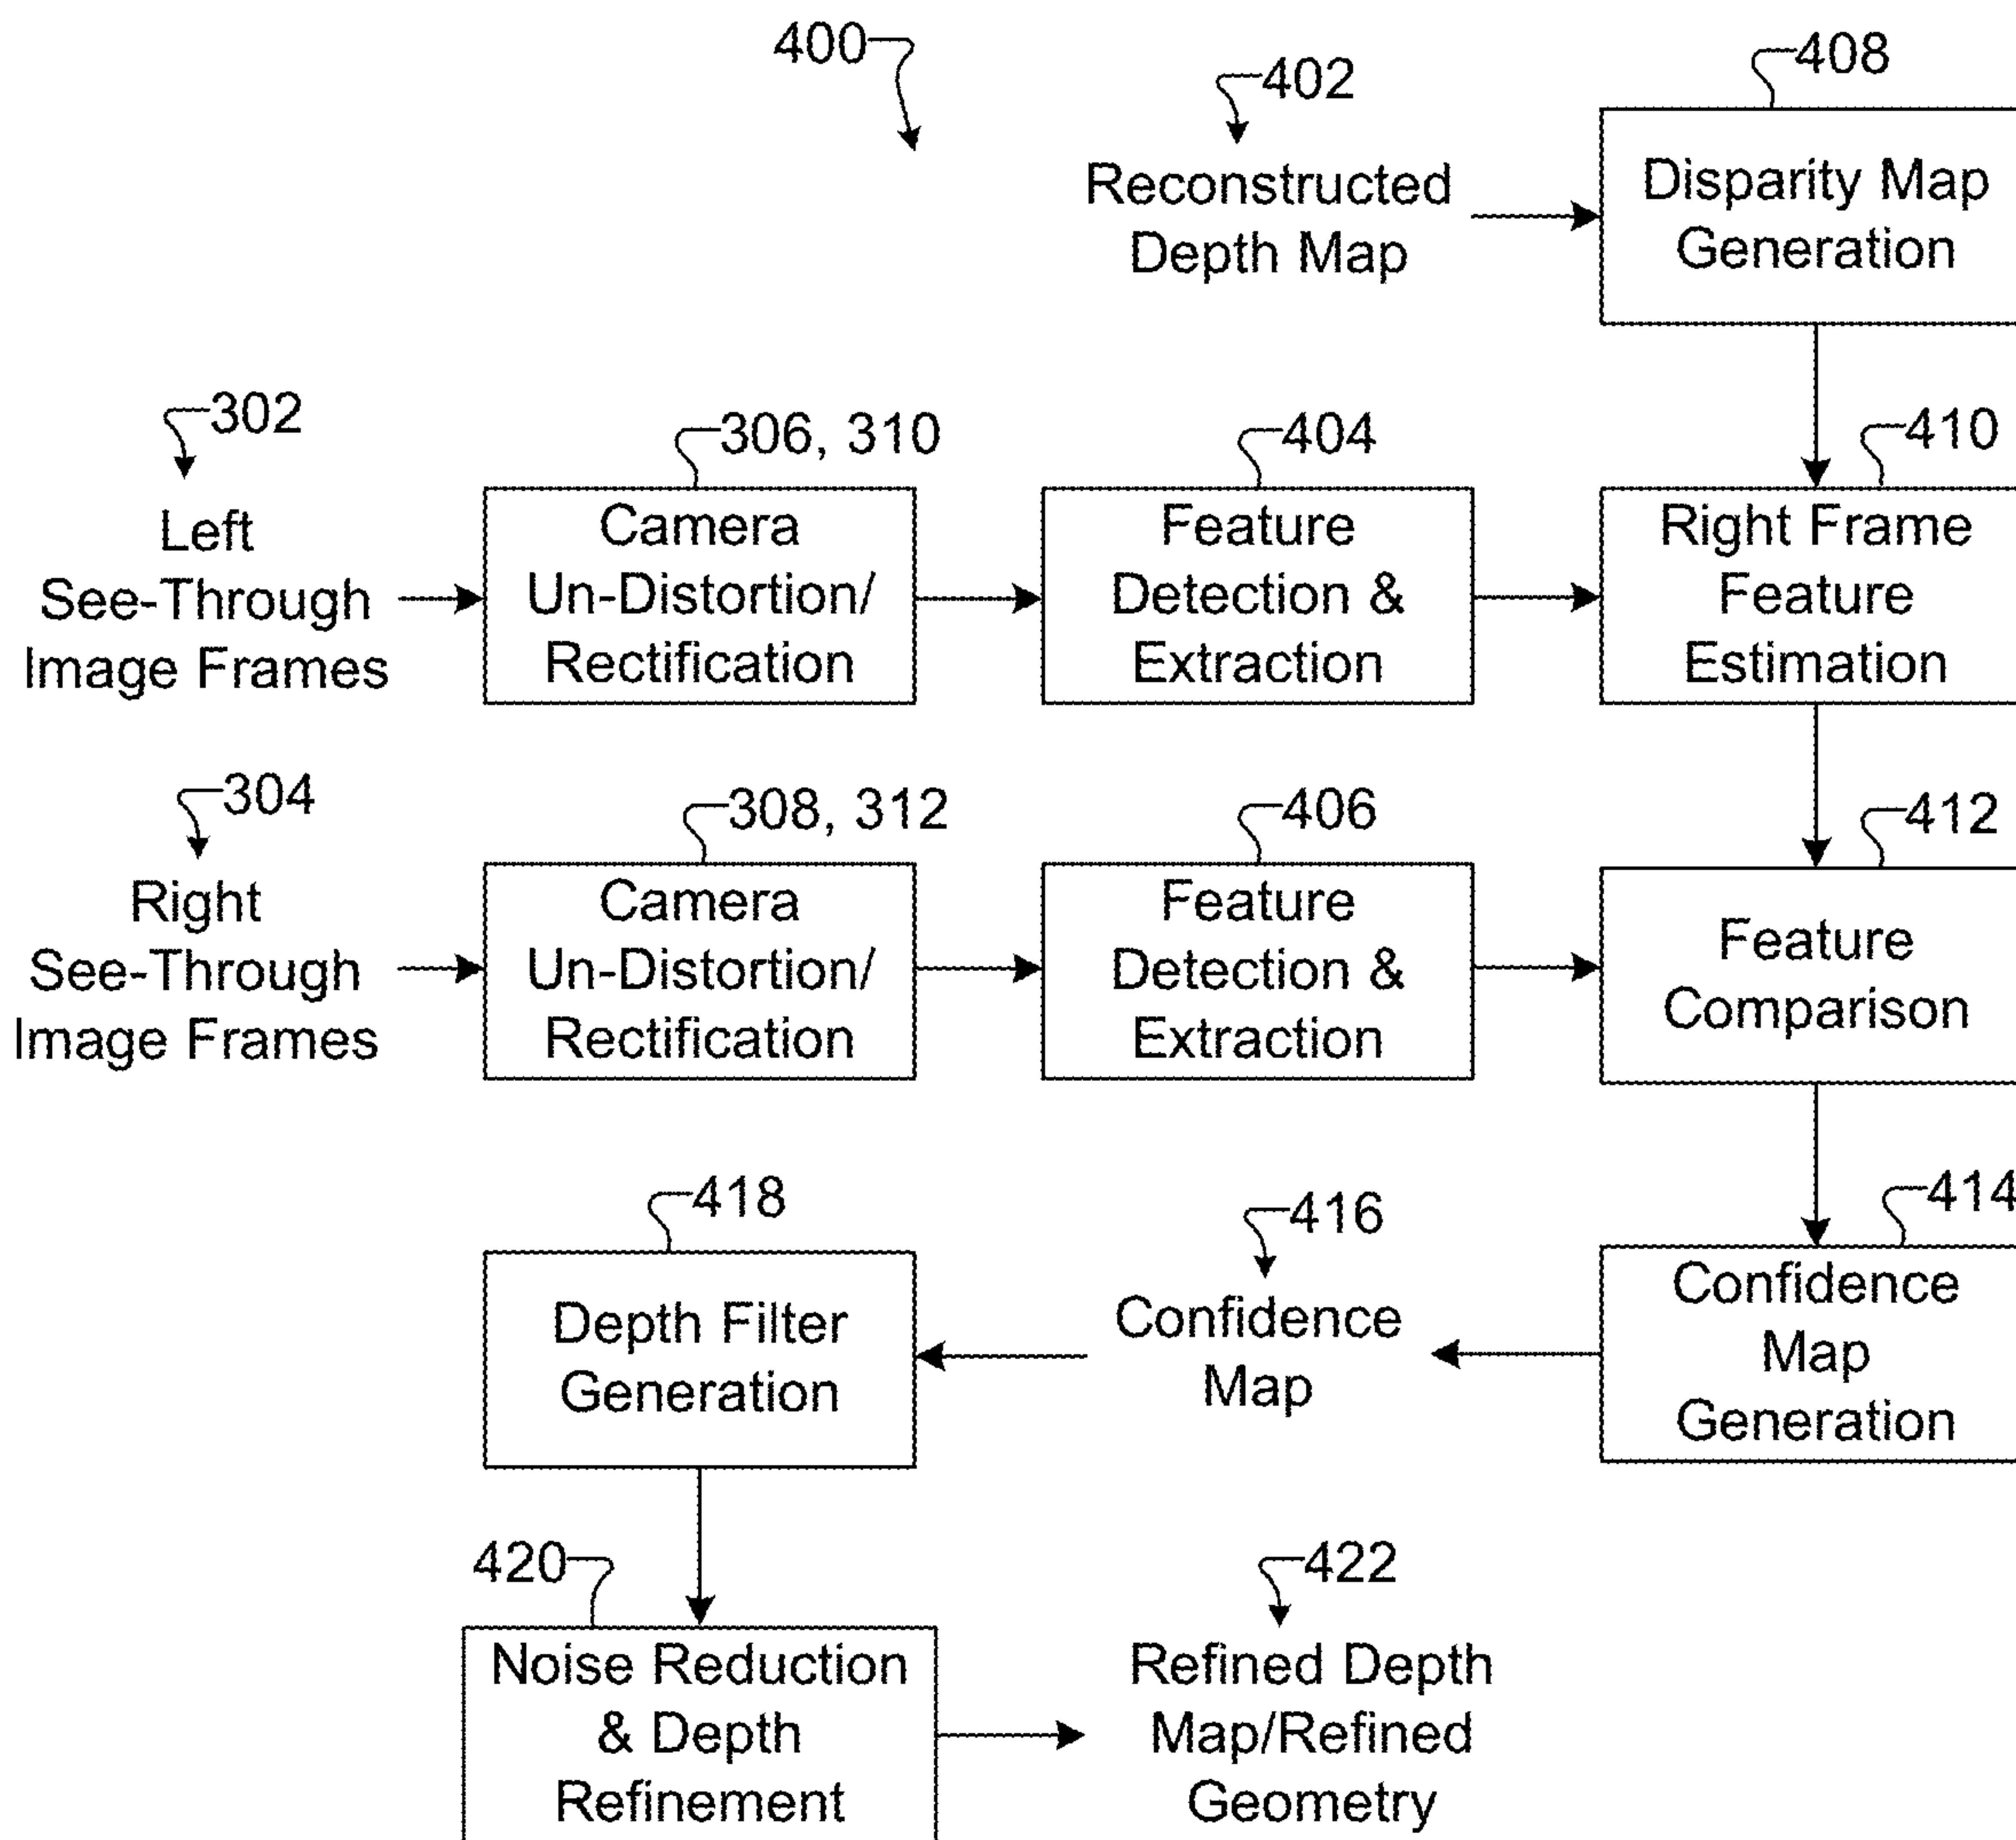 400
402
408
Reconstructed
Depth Map
Disparity Map
Generation
302
306, 310
404
410
Left
See-Through
Image Frames
Camera
Un-Distortion/
Rectification
Feature
Detection &
Extraction
Right Frame
Feature
Estimation
304
308, 312
406
412
Right
See-Through
Image Frames
Camera
Un-Distortion/
Rectification
Feature
Detection &
Extraction
Feature
Comparison
418
416
414
Depth Filter
Generation
Confidence
Map
Confidence
Map
Generation
420
422
Noise Reduction
& Depth
Refinement
Refined Depth
Map/Refined
Geometry